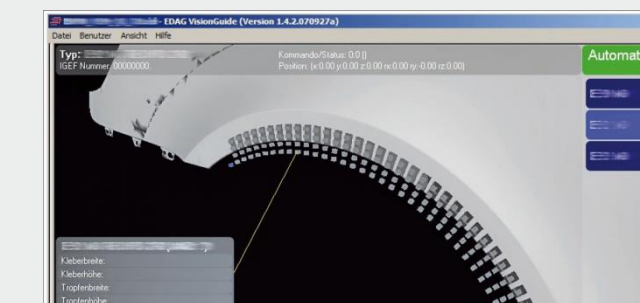 - EDAG VisionGuide (Version 1.4.2.070927a)
Datei Benutzer Ansicht Hilfe
Typ:
Kommando/Status: 0:0 ()
Automat
IGEF Nummer: 00000000
Position: (x:0.00 y:0.00 z:0.00 rx:0.00 ry:-0.00 rz:0.00)
Kleberbreite:
Kleberhöhe:
Tropfenbreite:
Tropfenhöhe: